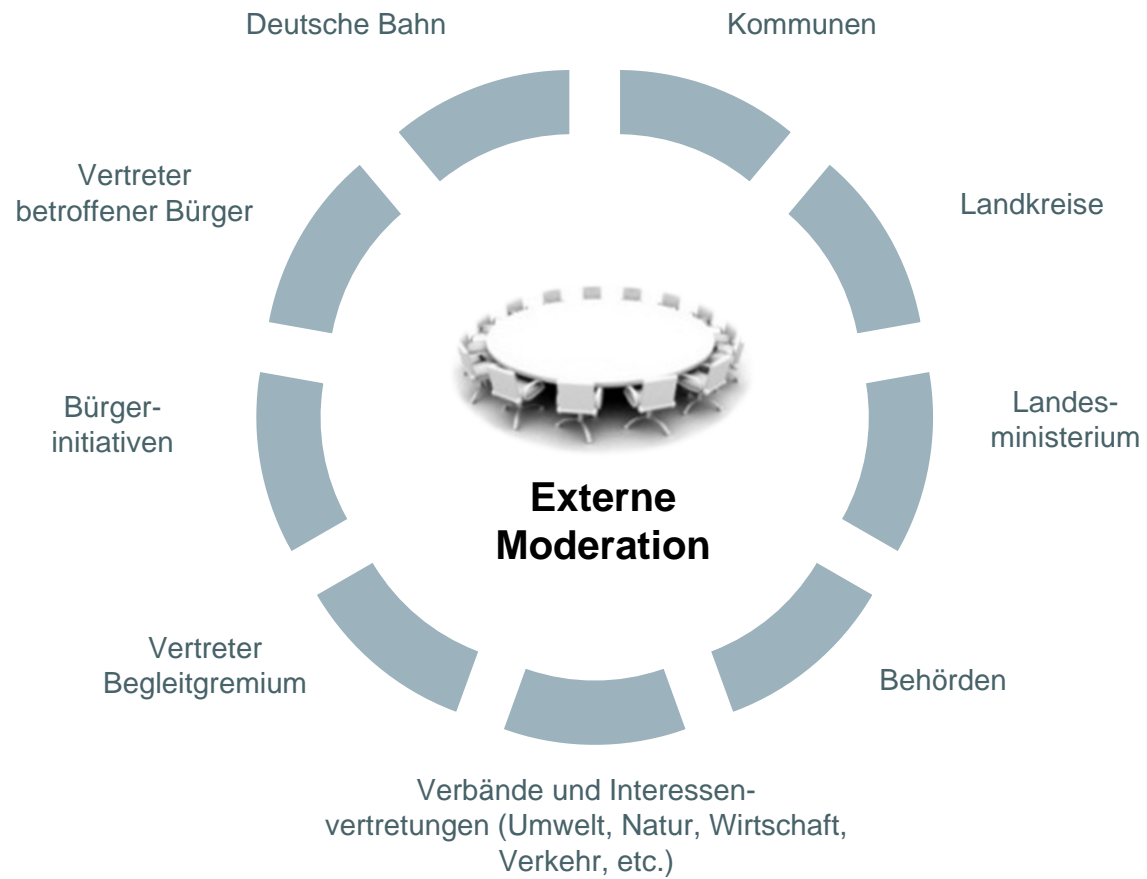 Deutsche Bahn
Kommunen
Vertreter
betroffener Bürger
Landkreise
Bürger-
initiativen
Landes-
ministerium
Externe
Moderation
Vertreter
Begleitgremium
Behörden
Verbände und Interessen-
vertretungen (Umwelt, Natur, Wirtschaft,
Verkehr, etc.)